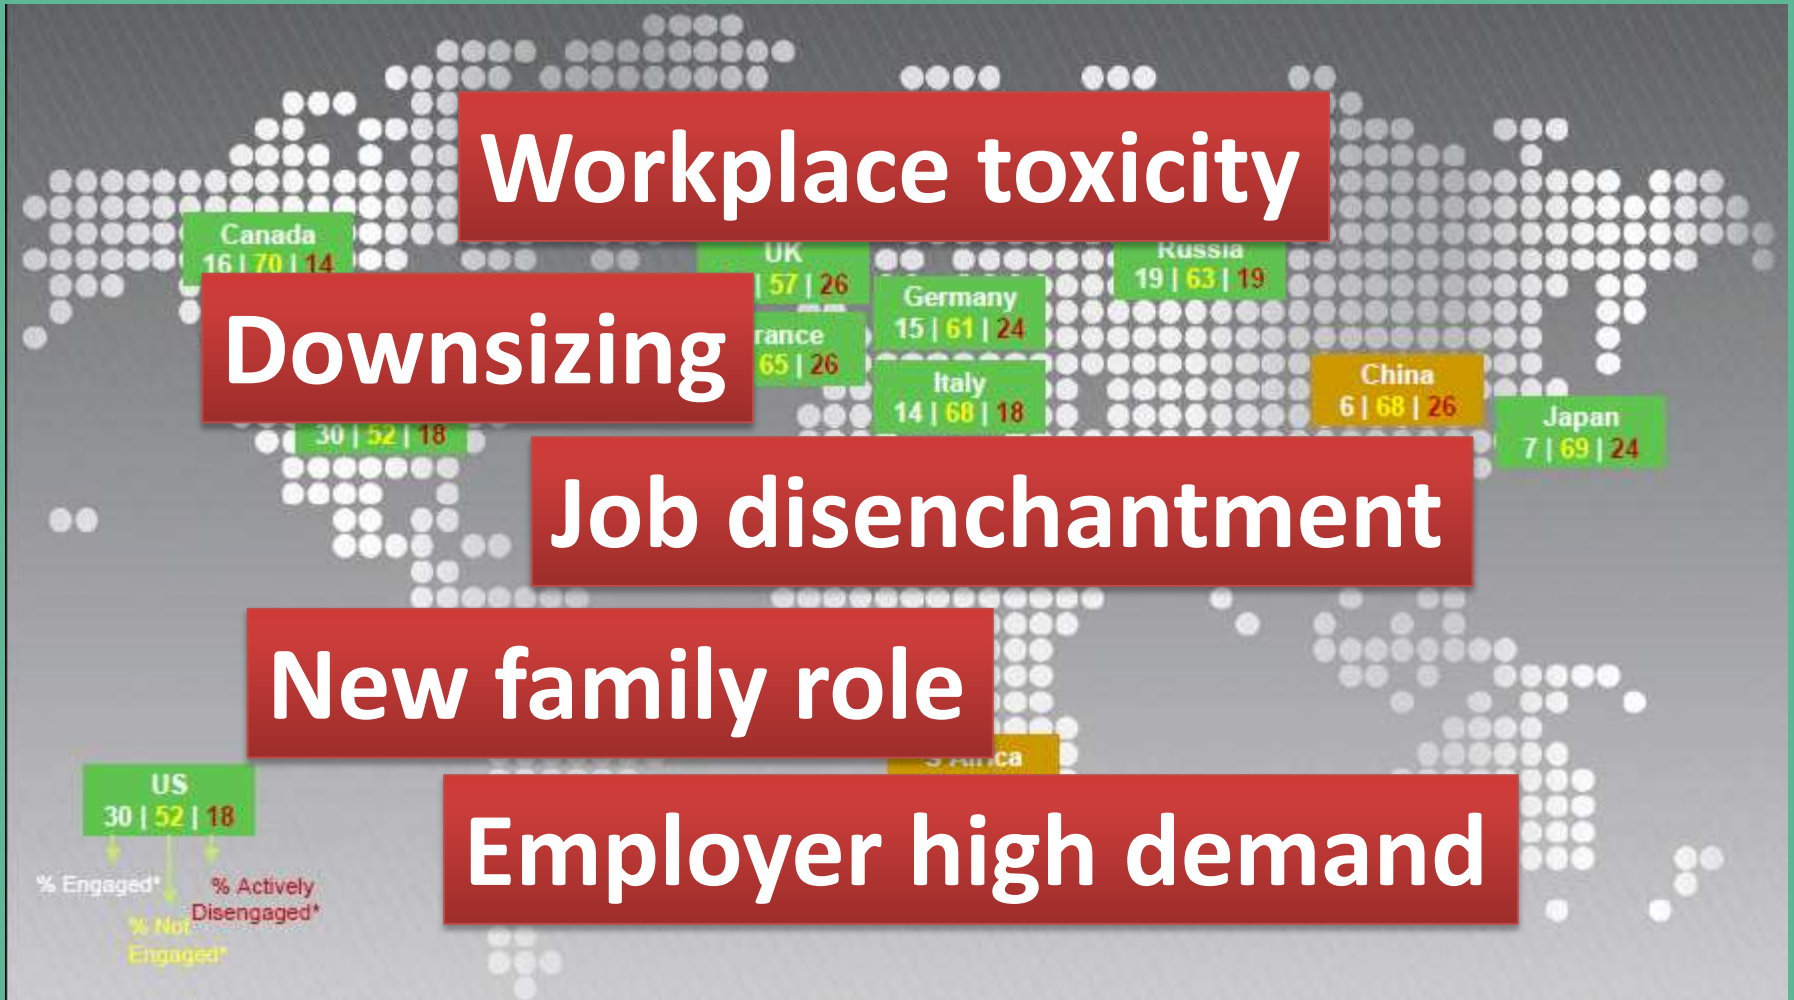 Workplace toxicity
Canada
16 | 70 | 14
UK
| 57 | 26
Russia
19 | 63 | 19
Germany
15 | 61 | 24
Downsizing
rance
65 | 26
Italy
14 | 68 | 18
China
6 | 68 | 26
Japan
7 | 69 | 24
30 | 52 | 18
Job disenchantment
New family role
S Africa
US
30 | 52 | 18
% Engaged*
% Actively
Disengaged*
% Not
Engaged*
Employer high demand